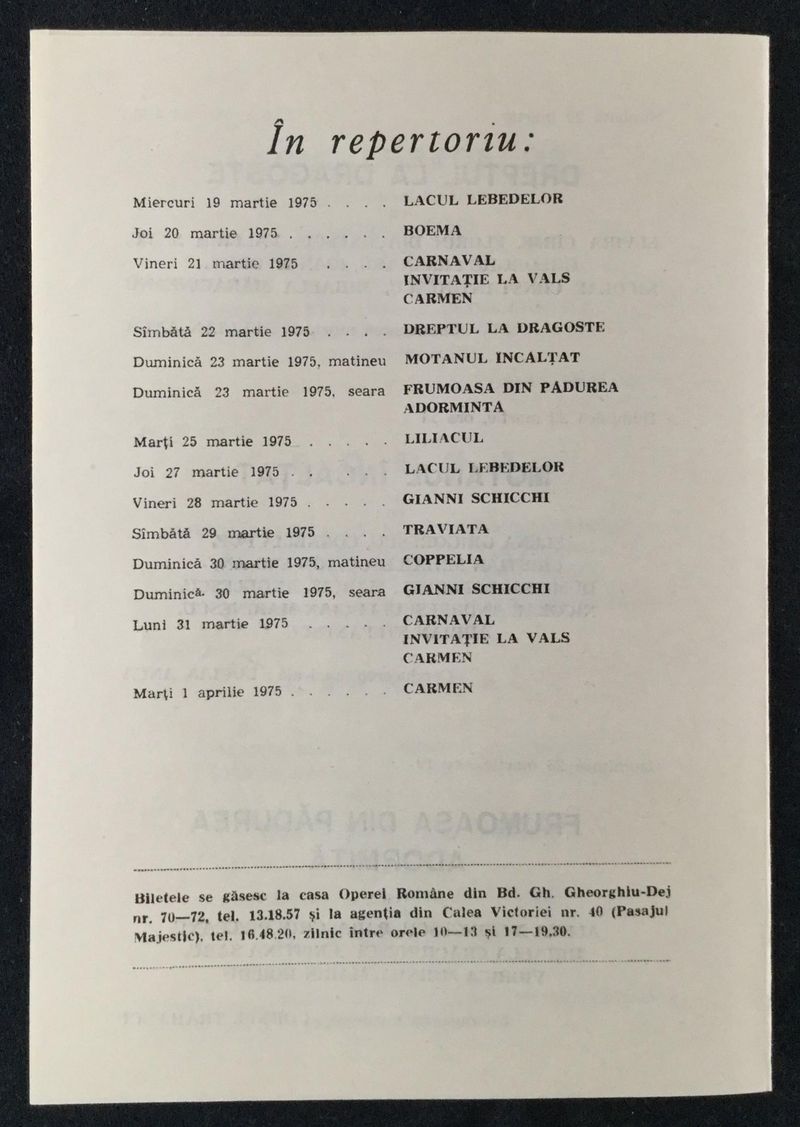 În repertoriu:
Miercuri 19 martie 1975 . . . . LACUL LEBEDELOR
Joi 20 martie 1975 . . . . . . BOEMA
Vineri 21 martie 1975 . . . . CARNAVAL
INVITAȚIE LA VALS
CARMEN
Sîmbătă 22 martie 1975 . . . . DREPTUL LA DRAGOSTE
Duminică 23 martie 1975, matineu MOTANUL INCALȚAT
Duminică 23 martie 1975, seara FRUMOASA DIN PADUREA
ADORMINTA
Marți 25 martie 1975 . . . . . LILIACUL
Joi 27 martie 1975 . . . . . LACUL LEBEDELOR
Vineri 28 martie 1975 . . . . . GIANNI SCHICCHI
Sîmbătă 29 martie 1975 . . . . TRAVIATA
Duminică 30 martie 1975, matineu COPPELIA
Duminică 30 martie 1975, seara GIANNI SCHICCHI
Luni 31 martie 1975 . . . . . CARNAVAL
INVITAȚIE LA VALS
CARMEN
Marți 1 aprilie 1975 . . . . . . CARMEN
Biletele se găsesc la casa Operei Române din Bd. Gh. Gheorghiu-Dej
nr. 70—72, tel. 13.18.57 și la agenția din Calea Victoriei nr. 40 (Pasajul
Majestic), tel. 16.48.20, zilnic între orele 10—13 și 17—19,30.